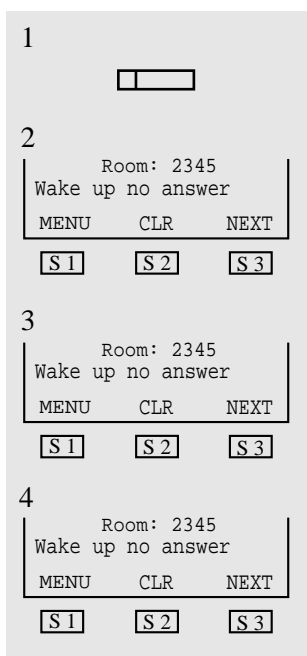 1
2
Room: 2345
Wake up no answer
MENU CLR NEXT
S 1 S 2 S 3
3
Room: 2345
Wake up no answer
MENU CLR NEXT
S 1 S 2 S 3
4
Room: 2345
Wake up no answer
MENU CLR NEXT
S 1 S 2 S 3